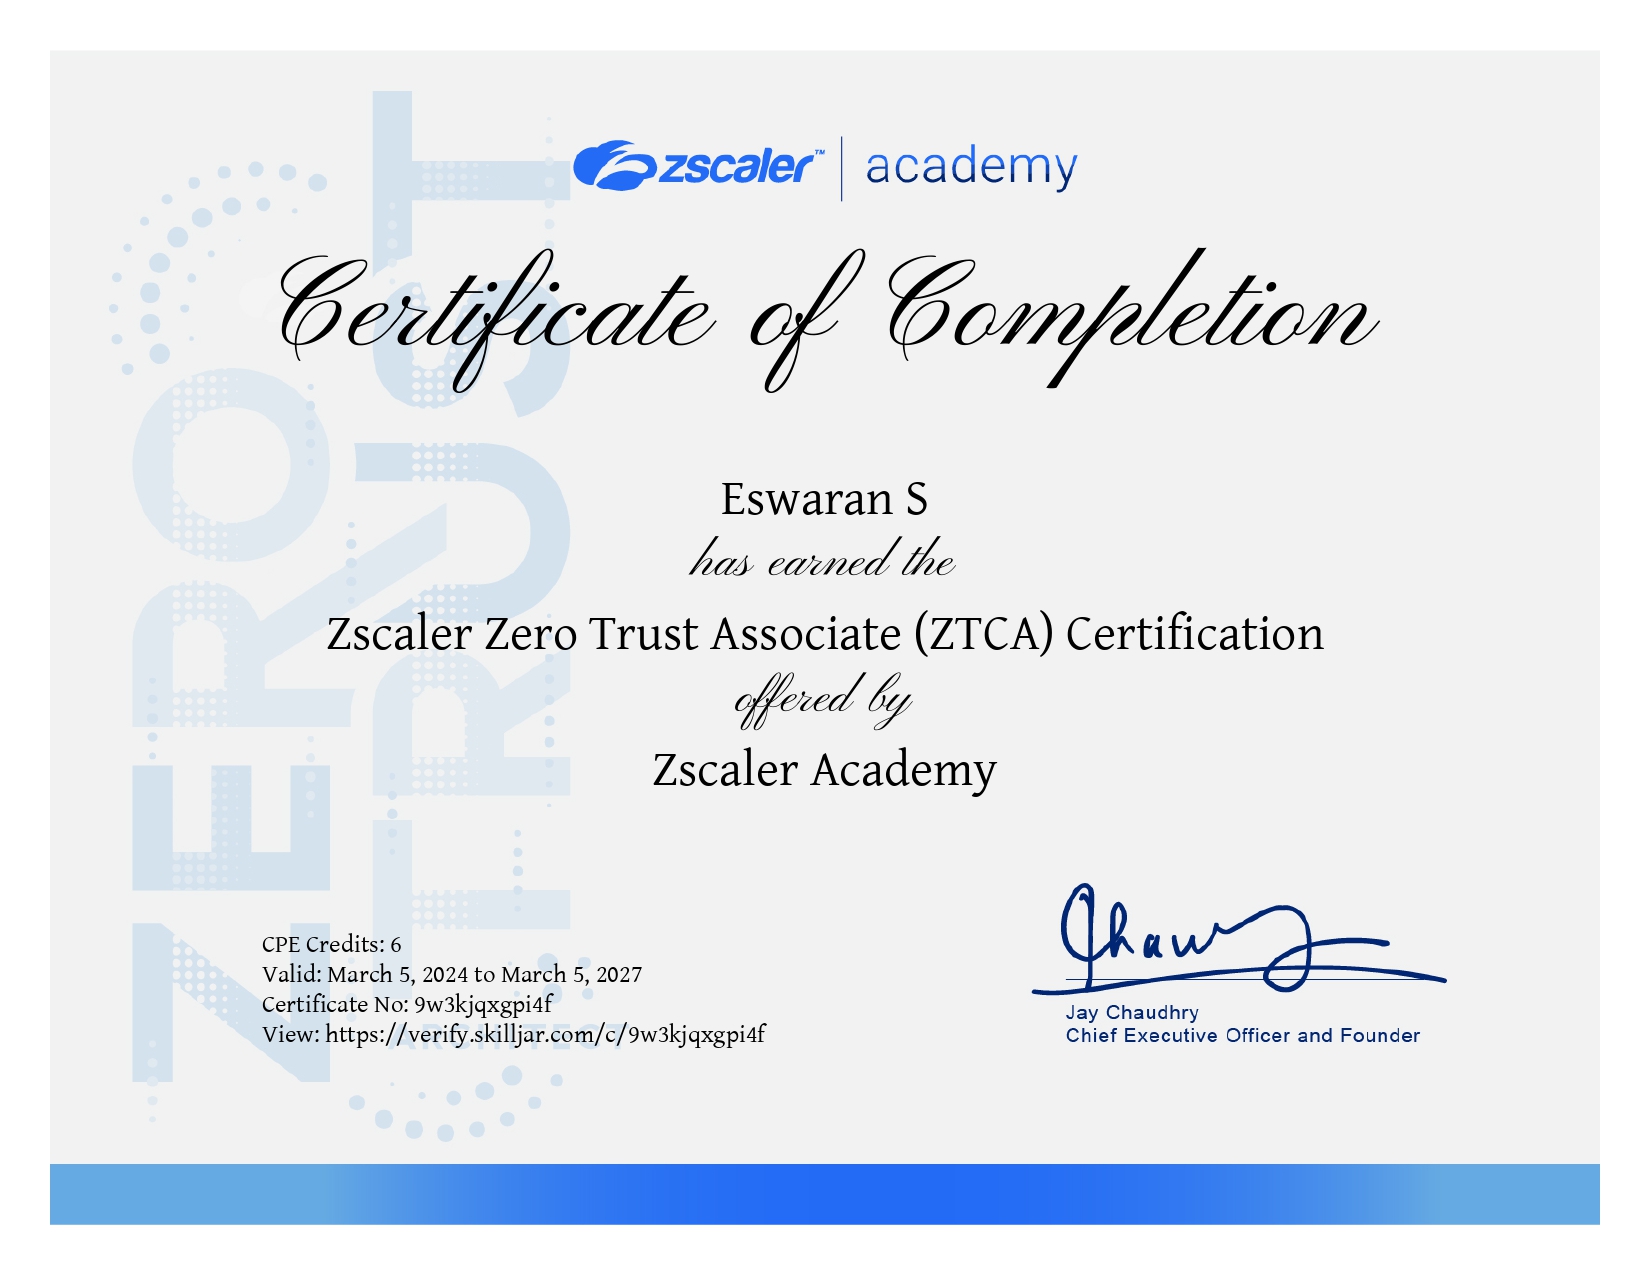 zscaler™ | academy
Certificate of Completion
Eswaran S
has earned the
Zscaler Zero Trust Associate (ZTCA) Certification
offered by
Zscaler Academy
CPE Credits: 6
Valid: March 5, 2024 to March 5, 2027
Certificate No: 9w3kjqxgpi4f
View: https://verify.skilljar.com/c/9w3kjqxgpi4f
Jay Chaudhry
Chief Executive Officer and Founder
ZERO
TRUST
ARCHITECT